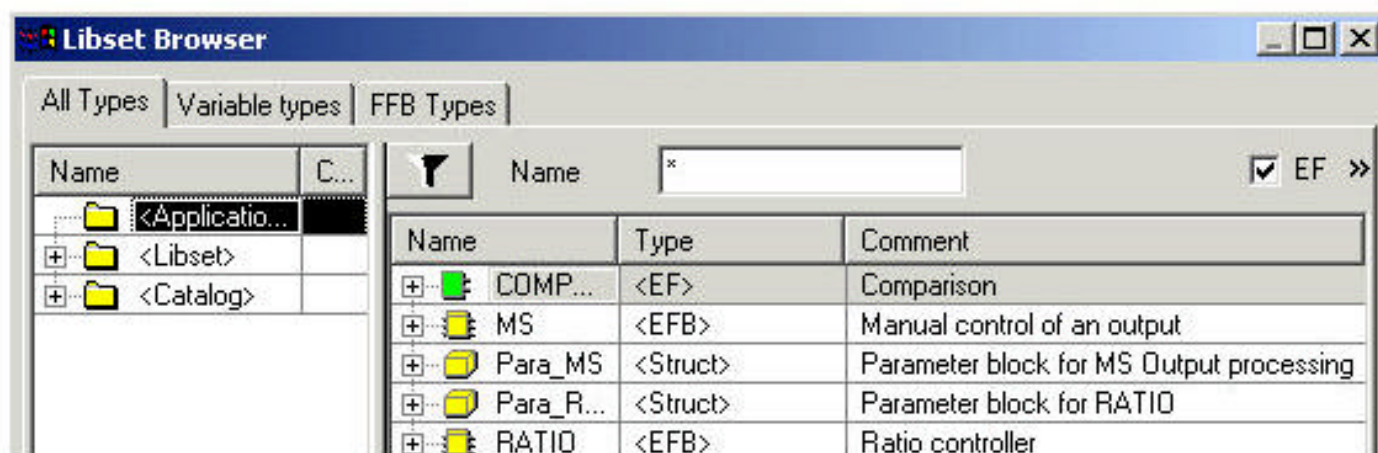 Libset Browser
All Types Variable types FFB Types
Name C...
<Applicatio...
<Libset>
<Catalog>
Name * EF »
Name Type Comment
COMP... <EF> Comparison
MS <EFB> Manual control of an output
Para_MS <Struct> Parameter block for MS Output processing
Para_R... <Struct> Parameter block for RATIO
RATIO <EFB> Ratio controller